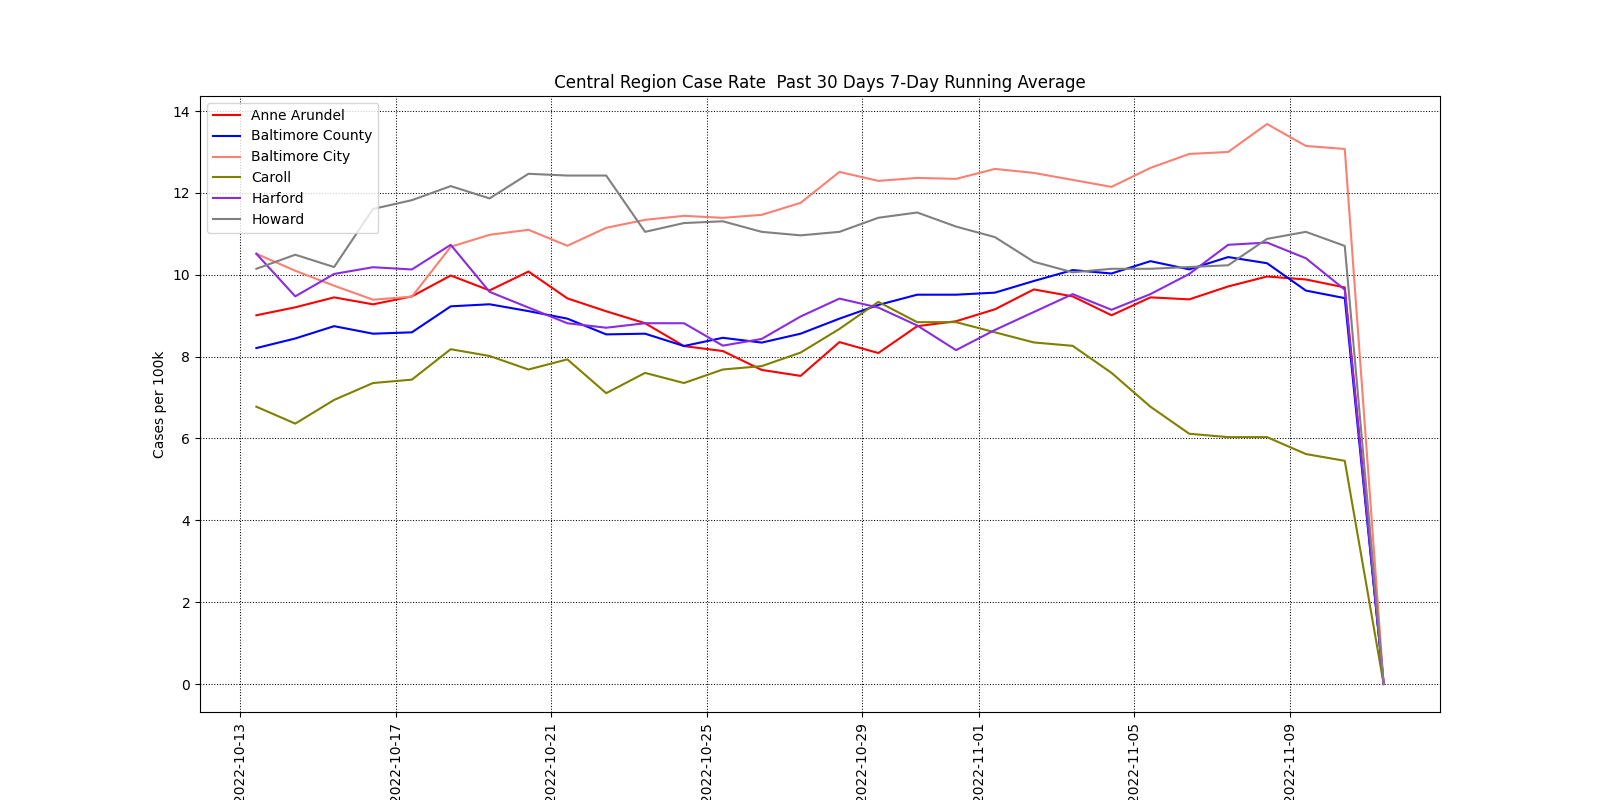 Central Region Case Rate  Past 30 Days 7-Day Running Average
Anne Arundel
Baltimore County
Baltimore City
Caroll
Harford
Howard
Cases per 100k
14
12
10
8
6
4
2
0
2022-10-13
2022-10-17
2022-10-21
2022-10-25
2022-10-29
2022-11-01
2022-11-05
2022-11-09